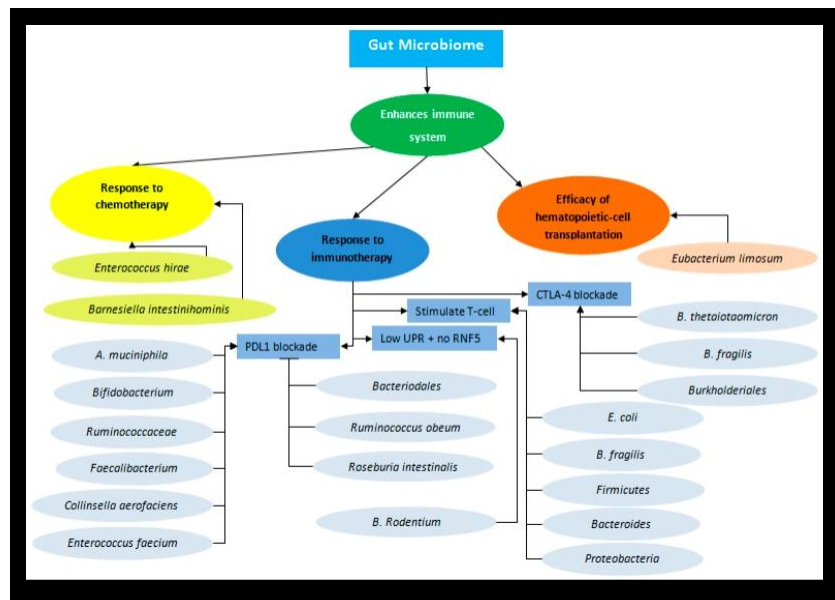 Gut Microbiome
Enhances immune
system
Response to
chemotherapy
Efficacy of
hematopoietic-cell
transplantation
Response to
immunotherapy
Enterococcus hirae
Eubacterium limosum
Barnesiella intestinihominis
CTLA-4 blockade
Stimulate T-cell
PDL1 blockade
Low UPR + no RNF5
A. muciniphila
Bifidobacterium
Ruminococcaceae
Faecalibacterium
Collinsella aerofaciens
Enterococcus faecium
Bacteriodales
Ruminococcus obeum
Roseburia intestinalis
B. Rodentium
B. thetaiotaomicron
B. fragilis
Burkholderiales
E. coli
B. fragilis
Firmicutes
Bacteroides
Proteobacteria